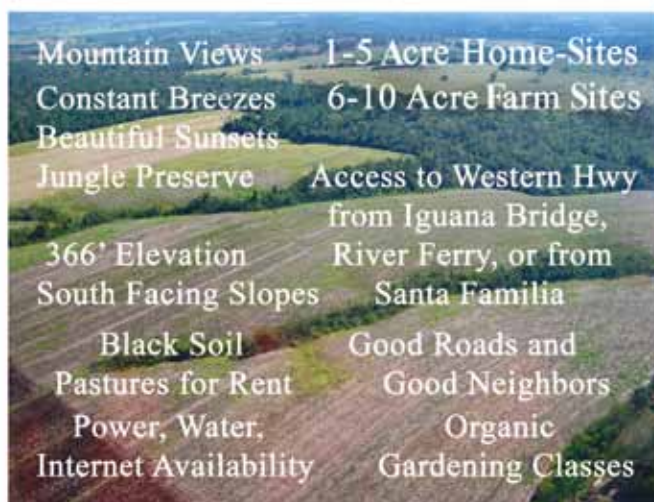 Mountain Views
Constant Breezes
Beautiful Sunsets
Jungle Preserve
366' Elevation
South Facing Slopes
Black Soil
Pastures for Rent
Power, Water,
Internet Availability
1-5 Acre Home-Sites
6-10 Acre Farm Sites
Access to Western Hwy
from Iguana Bridge,
River Ferry, or from
Santa Familia
Good Roads and
Good Neighbors
Organic
Gardening Classes